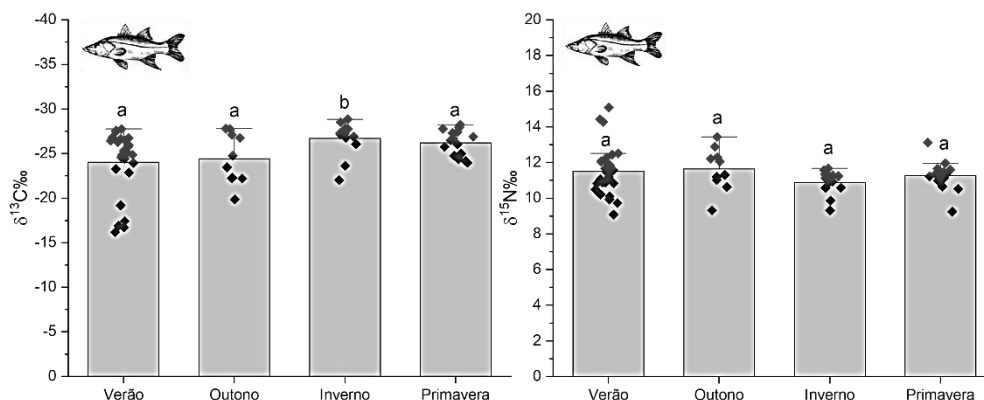 -40
-35
-30
-25
-20
-15
-10
-5
0
δ¹³C‰
a
a
b
a
Verão
Outono
Inverno
Primavera
20
18
16
14
12
10
8
6
4
2
0
δ¹⁵N‰
a
a
a
a
Verão
Outono
Inverno
Primavera